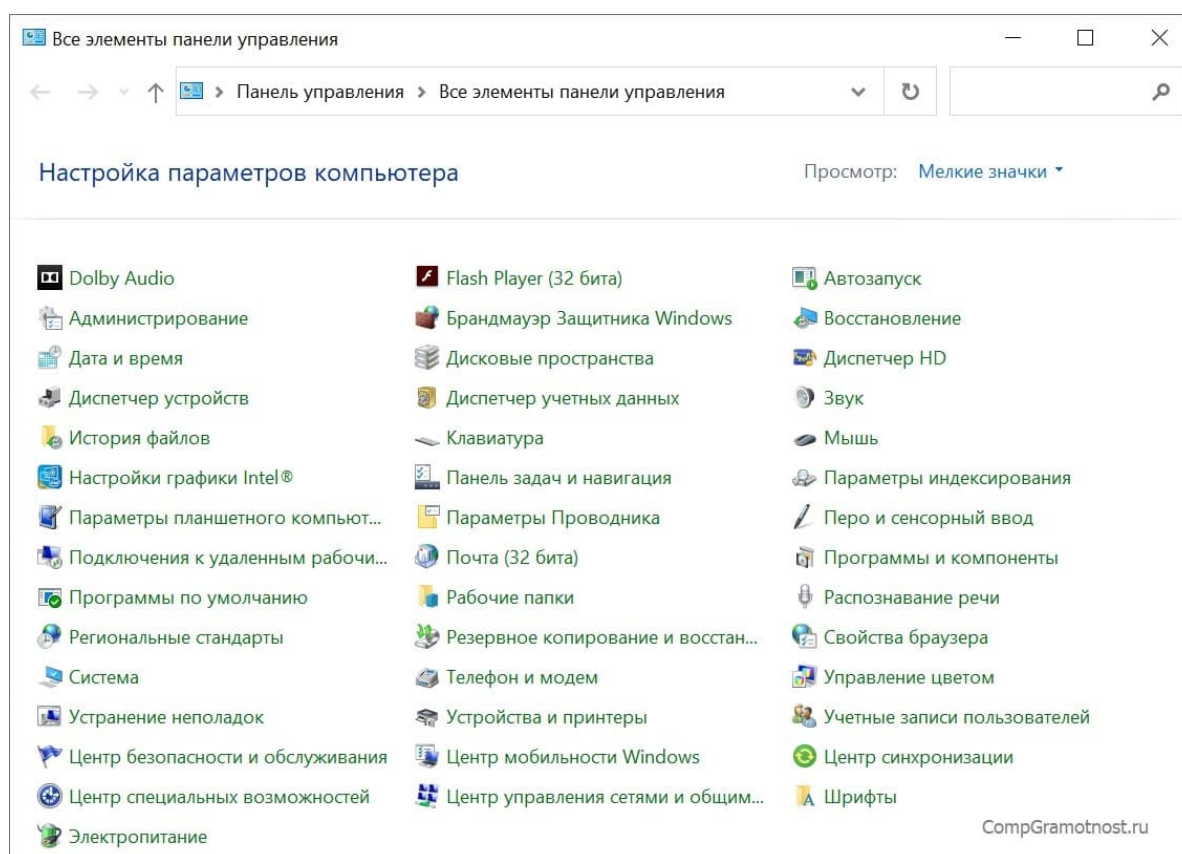 Все элементы панели управления
Панель управления > Все элементы панели управления
Настройка параметров компьютера
Просмотр: Мелкие значки
Dolby Audio
Flash Player (32 бита)
Автозапуск
Администрирование
Брандмауэр Защитника Windows
Восстановление
Дата и время
Дисковые пространства
Диспетчер HD
Диспетчер устройств
Диспетчер учетных данных
Звук
История файлов
Клавиатура
Мышь
Настройки графики Intel®
Панель задач и навигация
Параметры индексирования
Параметры планшетного компьют...
Параметры Проводника
Перо и сенсорный ввод
Подключения к удаленным рабочи...
Почта (32 бита)
Программы и компоненты
Программы по умолчанию
Рабочие папки
Распознавание речи
Региональные стандарты
Резервное копирование и восстан...
Свойства браузера
Система
Телефон и модем
Управление цветом
Устранение неполадок
Устройства и принтеры
Учетные записи пользователей
Центр безопасности и обслуживания
Центр мобильности Windows
Центр синхронизации
Центр специальных возможностей
Центр управления сетями и общим...
Шрифты
Электропитание
CompGramotnost.ru